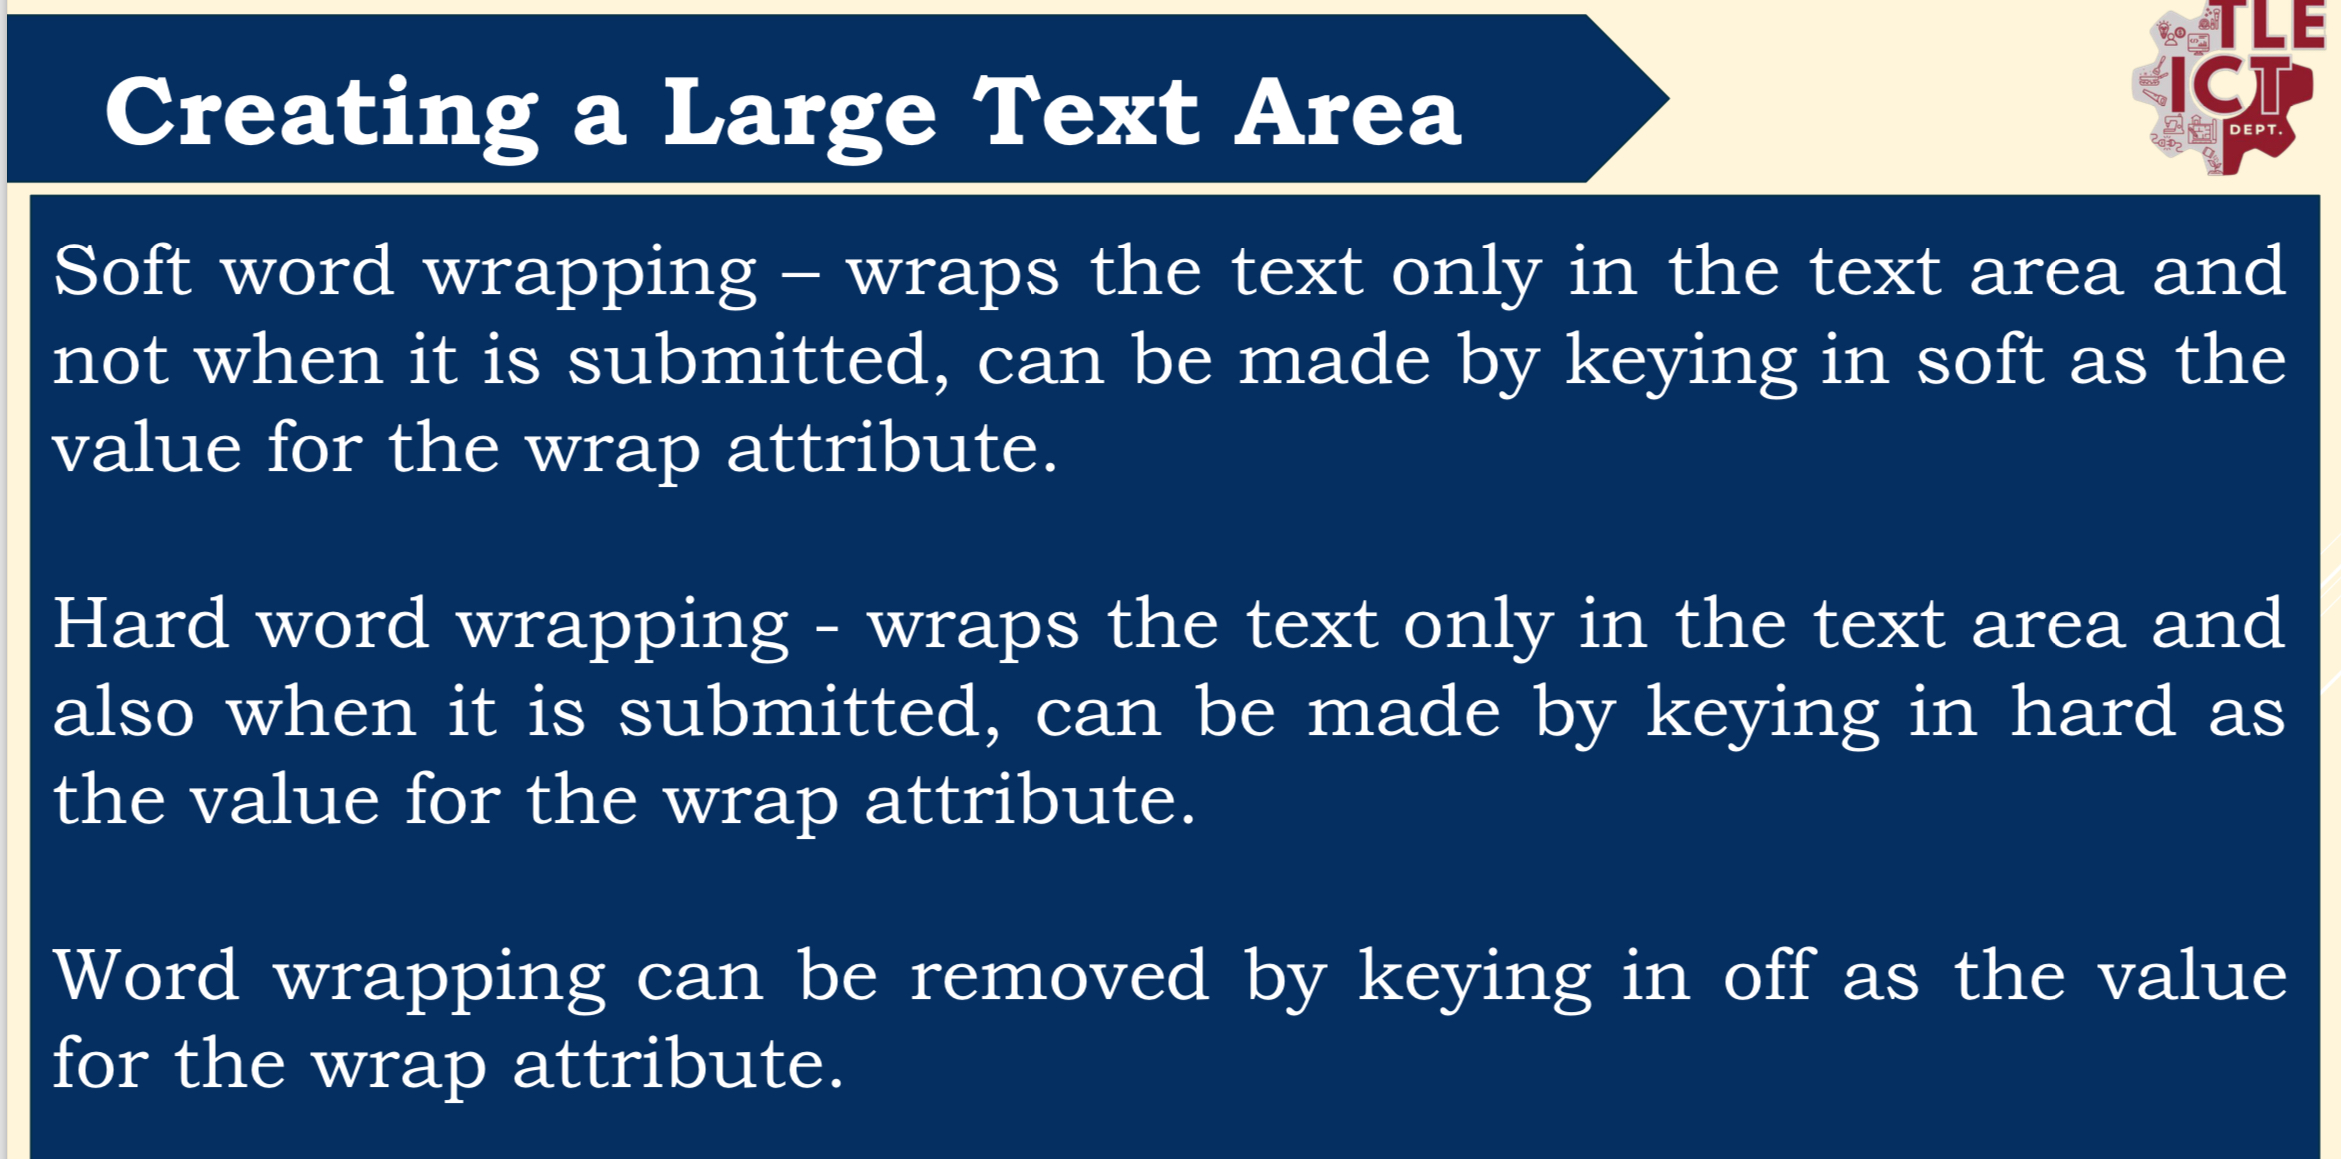 Creating a Large Text Area
TLE
ICT
DEPT.
Soft word wrapping – wraps the text only in the text area and
not when it is submitted, can be made by keying in soft as the
value for the wrap attribute.
Hard word wrapping - wraps the text only in the text area and
also when it is submitted, can be made by keying in hard as
the value for the wrap attribute.
Word wrapping can be removed by keying in off as the value
for the wrap attribute.